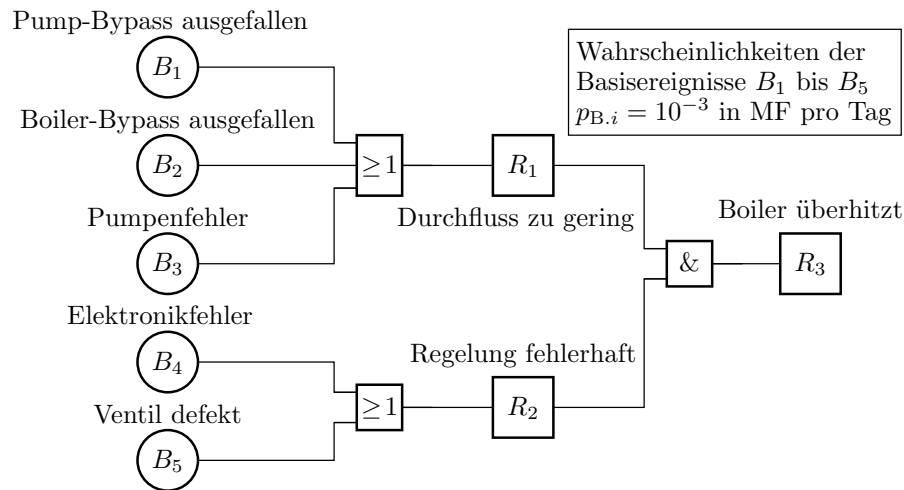 Pump-Bypass ausgefallen
B₁
Wahrscheinlichkeiten der
Basisereignisse B₁ bis B₅
p_{B.i} = 10⁻³ in MF pro Tag
Boiler-Bypass ausgefallen
B₂
≥1
R₁
Durchfluss zu gering
Pumpenfehler
B₃
&
Boiler überhitzt
R₃
Elektronikfehler
B₄
Regelung fehlerhaft
≥1
R₂
Ventil defekt
B₅